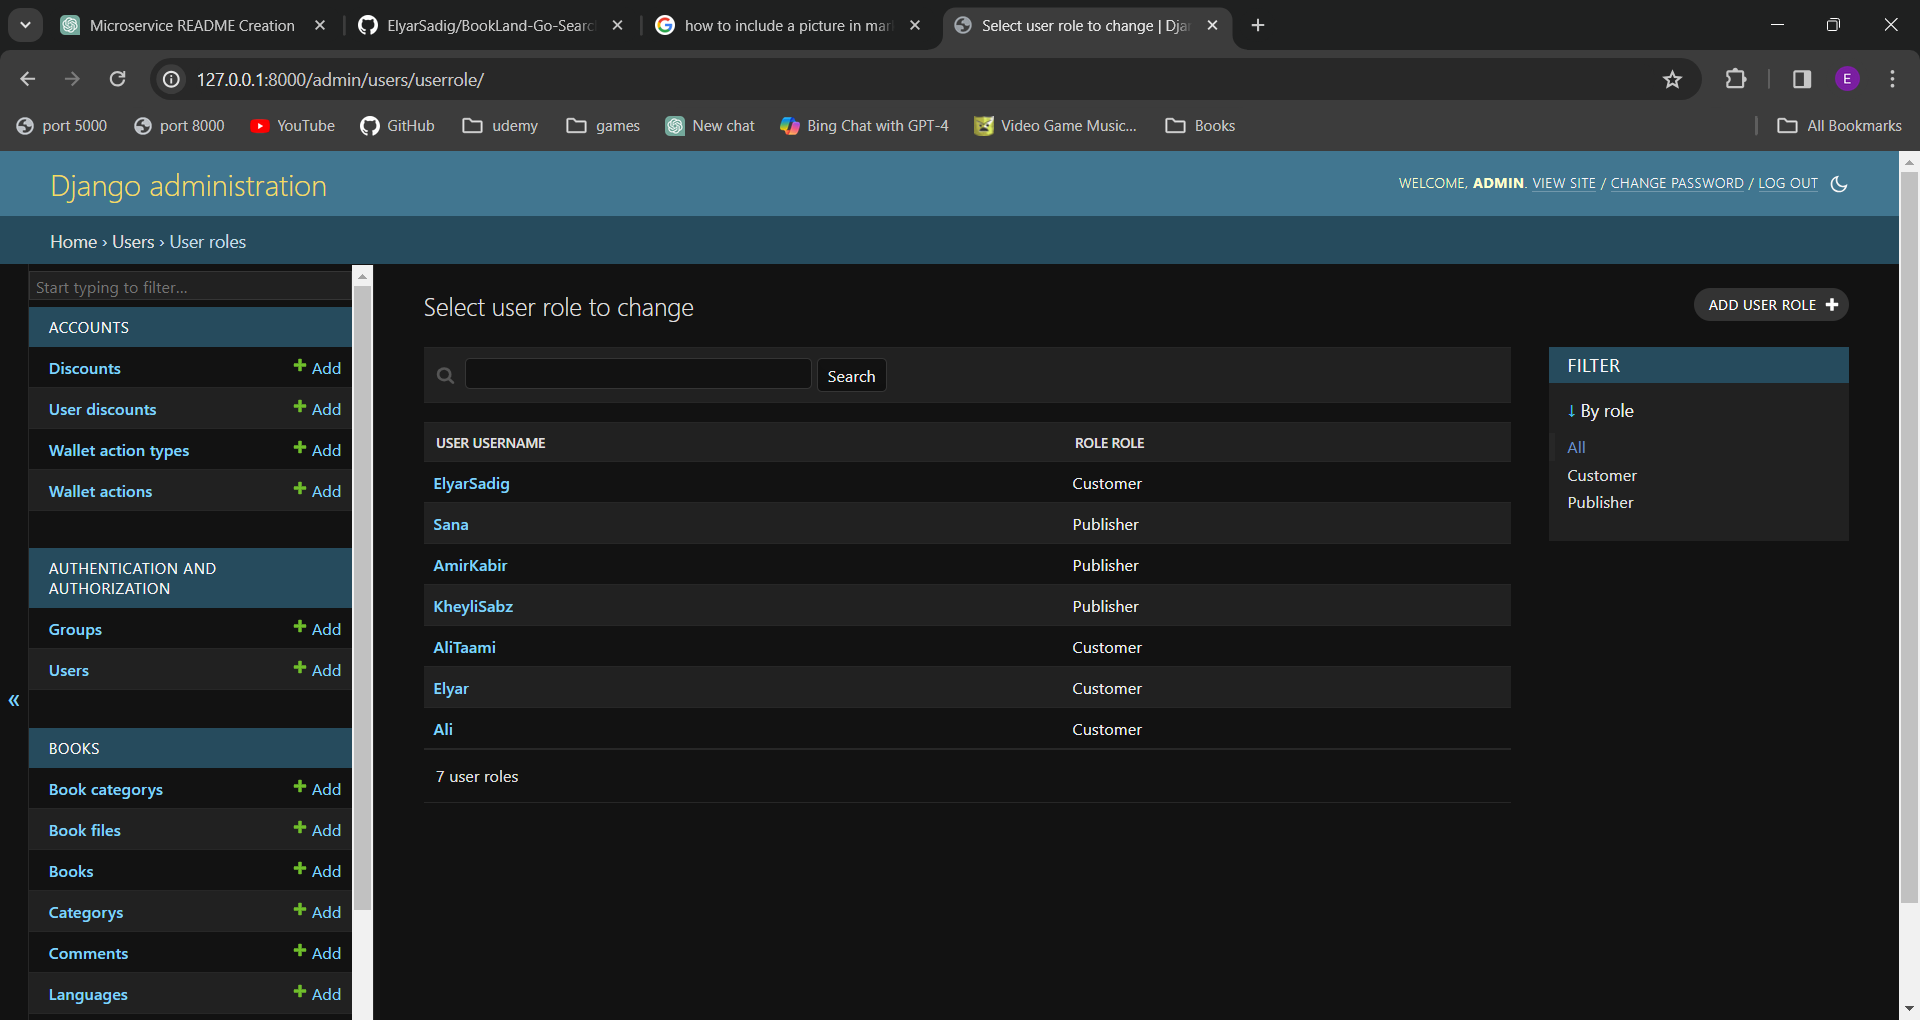 Microservice README Creation
ElyarSadig/BookLand-Go-Searc
how to include a picture in mar
Select user role to change | Dja
127.0.0.1:8000/admin/users/userrole/
E
port 5000
port 8000
YouTube
GitHub
udemy
games
New chat
Bing Chat with GPT-4
Video Game Music...
Books
All Bookmarks
Django administration
WELCOME, ADMIN. VIEW SITE / CHANGE PASSWORD / LOG OUT
Home › Users › User roles
Start typing to filter...
ACCOUNTS
Discounts Add
User discounts Add
Wallet action types Add
Wallet actions Add
AUTHENTICATION AND
AUTHORIZATION
Groups Add
Users Add
BOOKS
Book categorys Add
Book files Add
Books Add
Categorys Add
Comments Add
Languages Add
Select user role to change
ADD USER ROLE
Search
USER USERNAME ROLE ROLE
ElyarSadig Customer
Sana Publisher
AmirKabir Publisher
KheyliSabz Publisher
AliTaami Customer
Elyar Customer
Ali Customer
7 user roles
FILTER
↓ By role
All
Customer
Publisher